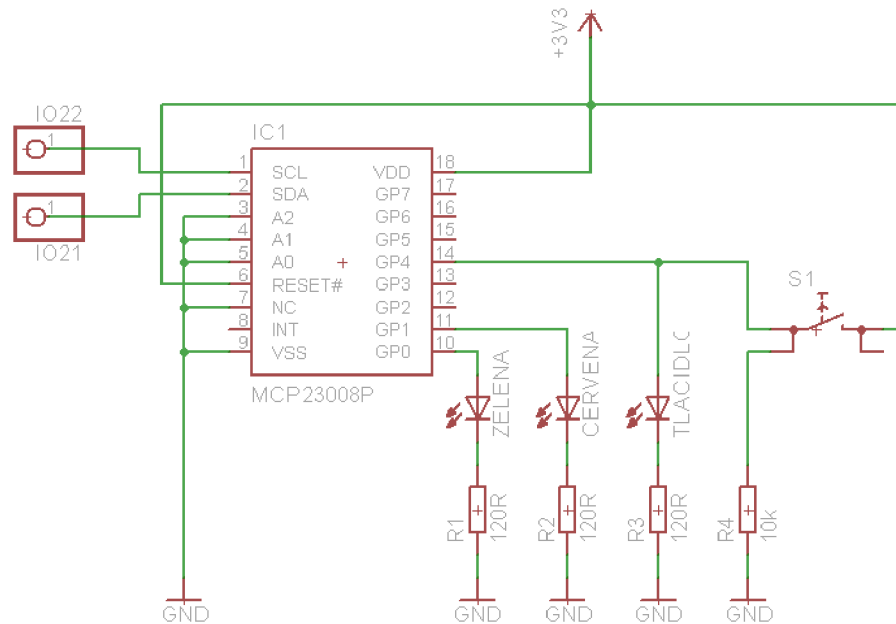 +3V3
IO22
1
1
IO21
IC1
1 SCL VDD 18
2 SDA GP7 17
3 A2 GP6 16
4 A1 GP5 15
5 A0 GP4 14
6 RESET# GP3 13
7 NC GP2 12
8 INT GP1 11
9 VSS GP0 10
MCP23008P
S1
ZELENA
CERVENA
TLACIDLO
R1 120R
R2 120R
R3 120R
R4 10k
GND
GND
GND
GND
GND